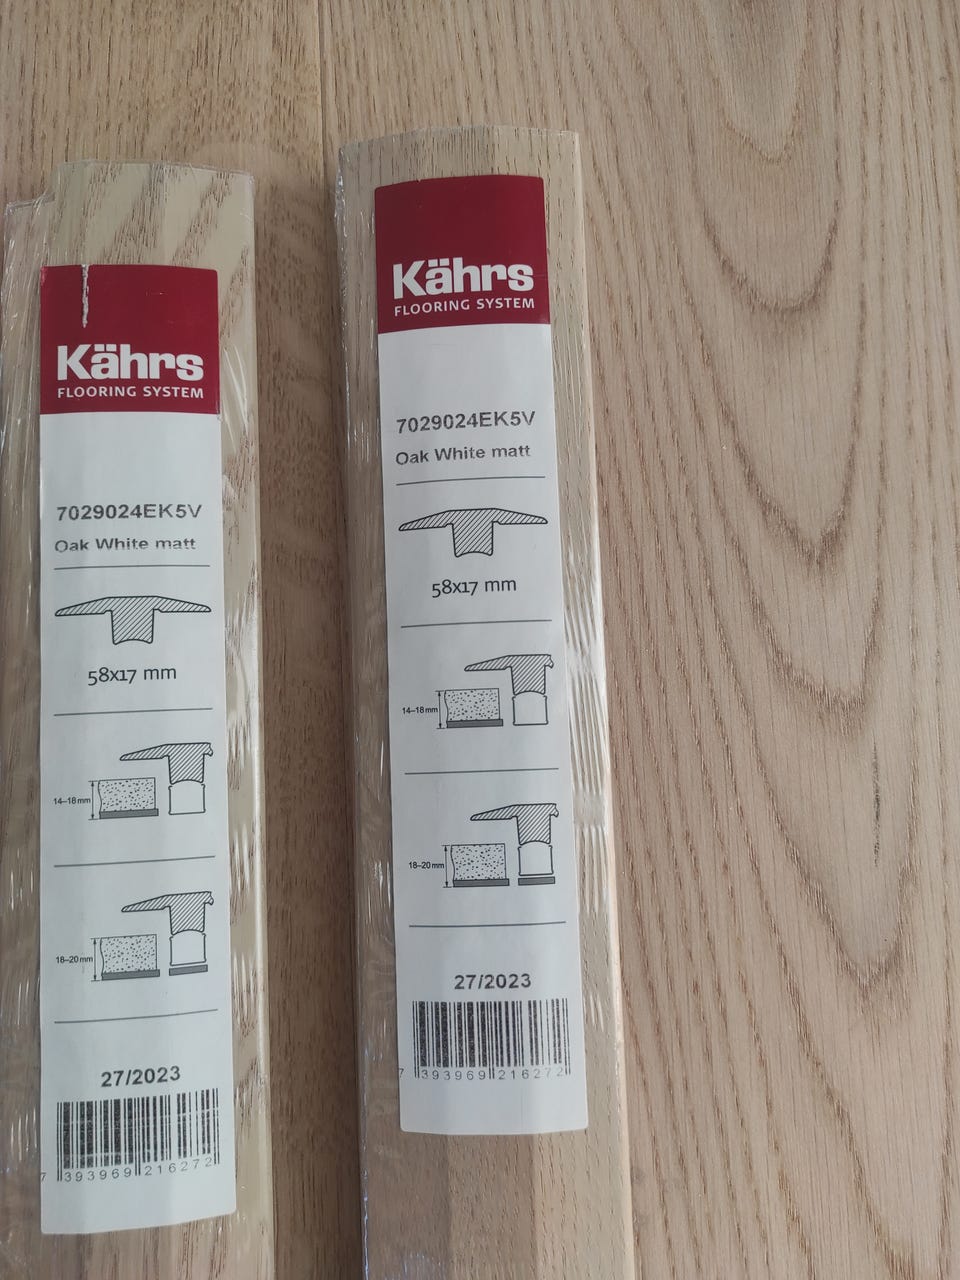 Kährs
FLOORING SYSTEM
7029024EK5V
Oak White matt
58x17 mm
14–18 mm
18–20 mm
27/2023
7 393969 216272
Kährs
FLOORING SYSTEM
7029024EK5V
Oak White matt
58x17 mm
14–18 mm
18–20 mm
27/2023
7 393969 216272